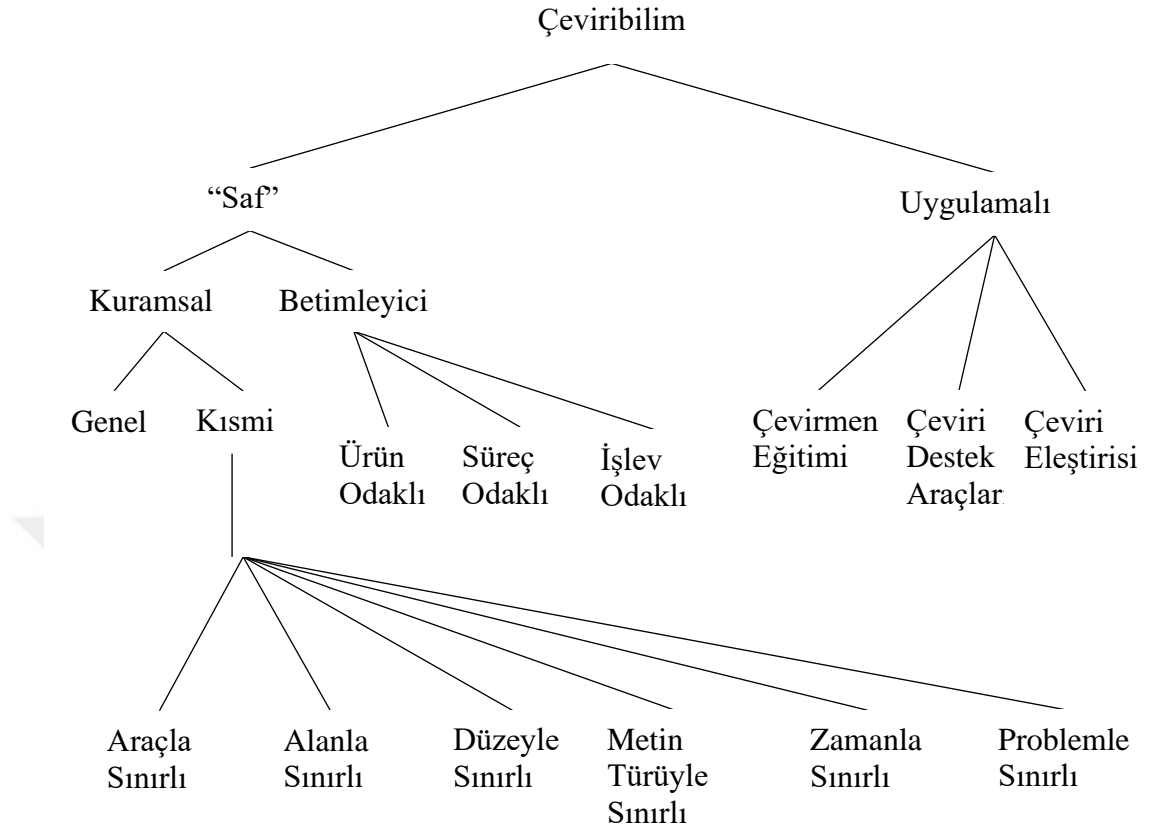 Çeviribilim
“Saf”
Uygulamalı
Kuramsal
Betimleyici
Genel
Kısmi
Ürün
Odaklı
Süreç
Odaklı
İşlev
Odaklı
Çevirmen
Eğitimi
Çeviri
Destek
Araçlar
Çeviri
Eleştirisi
Araçla
Sınırlı
Alanla
Sınırlı
Düzeyle
Sınırlı
Metin
Türüyle
Sınırlı
Zamanla
Sınırlı
Problemle
Sınırlı